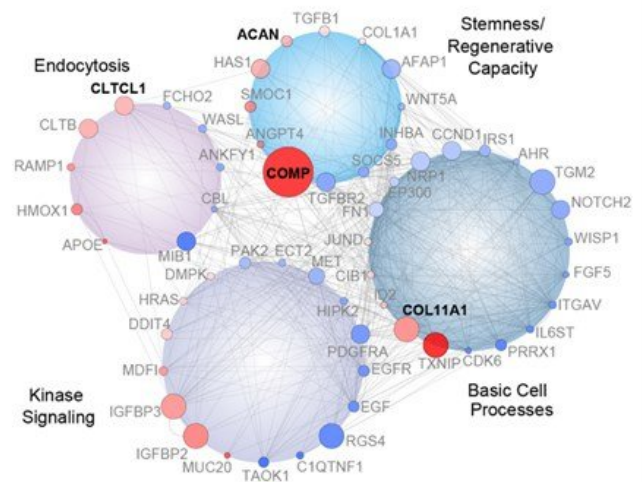 TGFB1
ACAN
COL1A1
Stemness/
Regenerative
Capacity
HAS1
AFAP1
Endocytosis
CLTCL1
FCHO2
SMOC1
WNT5A
CLTB
WASL
ANGPT4
INHBA
CCND1
IRS1
RAMP1
ANKFY1
COMP
SOCS5
NRP1
AHR
TGM2
HMOX1
CBL
TGFBR2
EP300
FN1
NOTCH2
APOE
MIB1
PAK2
ECT2
MET
JUND
WISP1
DMPK
CIB1
FGF5
HRAS
HIPK2
ID2
ITGAV
DDIT4
COL11A1
IL6ST
PDGFRA
TXNIP
CDK6
PRRX1
MDFI
EGFR
Kinase
Signaling
IGFBP3
EGF
Basic Cell
Processes
IGFBP2
RGS4
MUC20
TAOK1
C1QTNF1